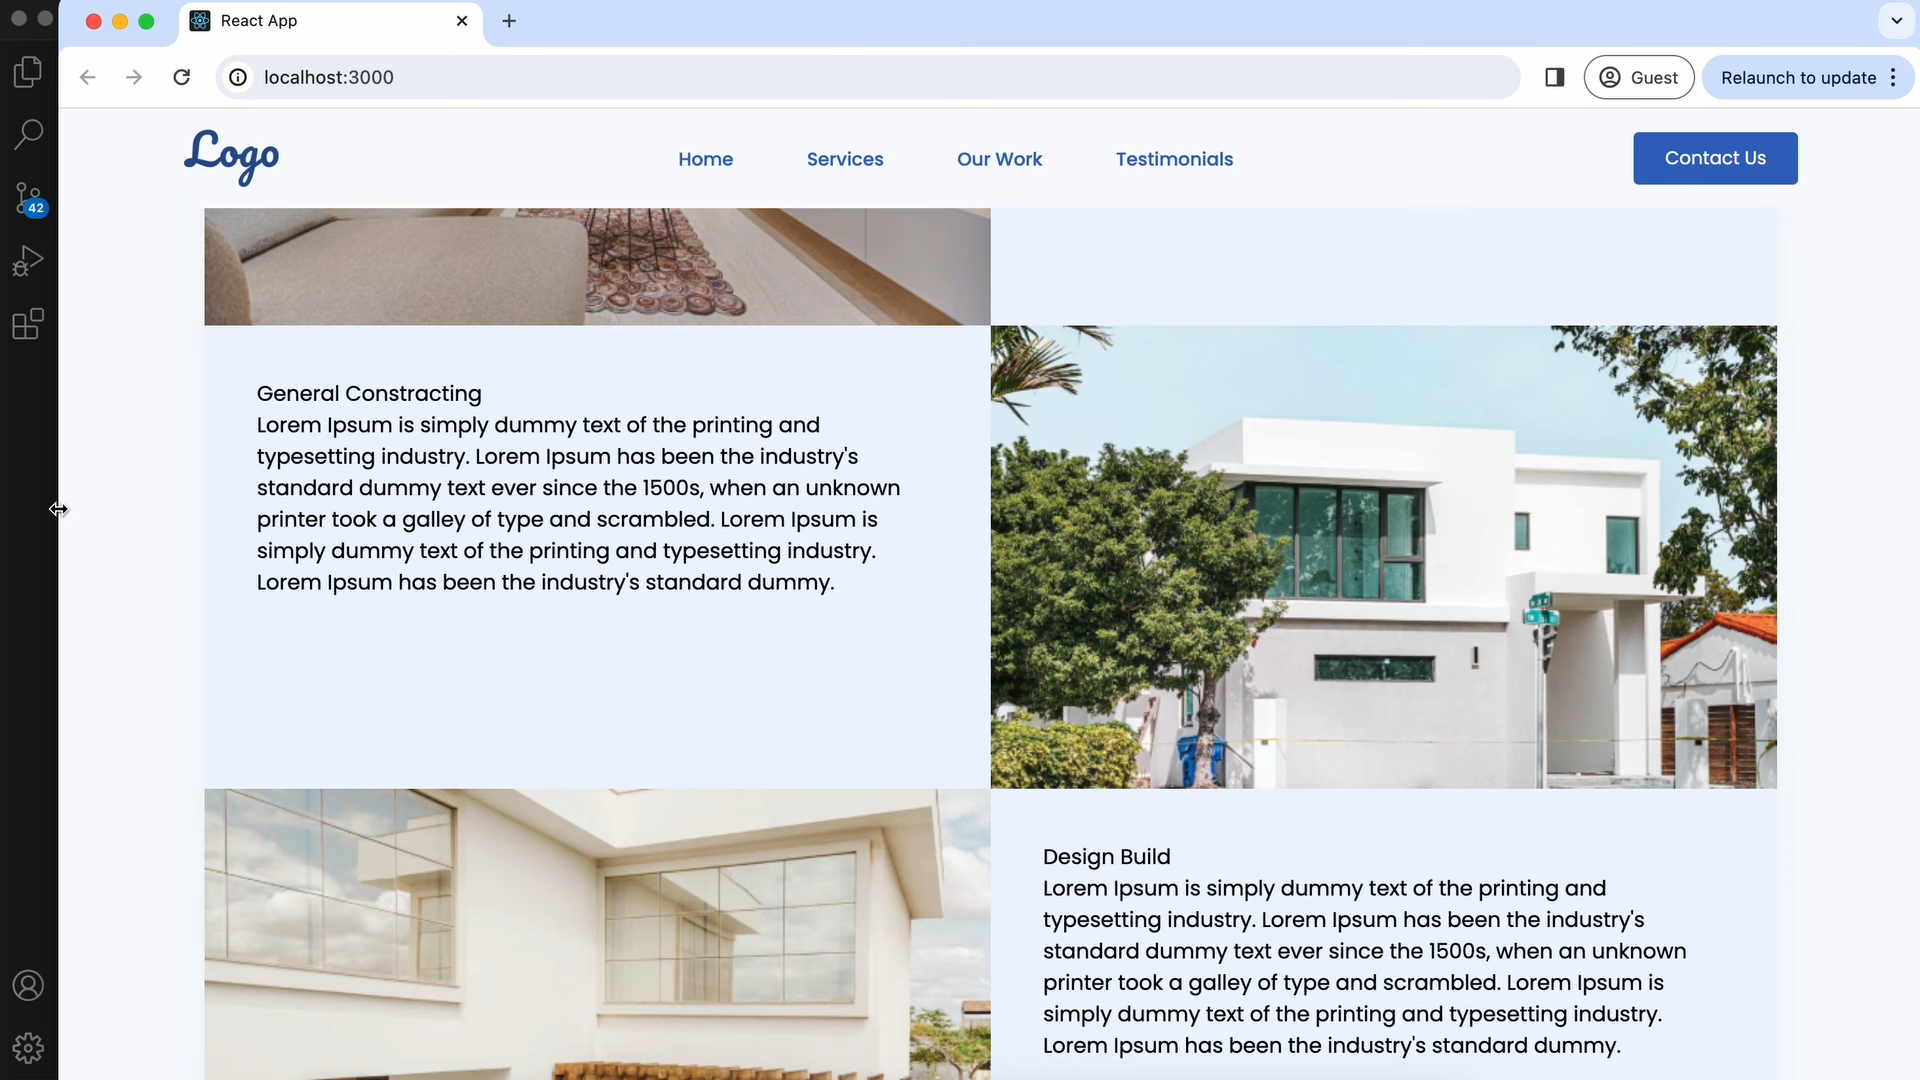 React App
localhost:3000
Guest
Relaunch to update
Logo
Home
Services
Our Work
Testimonials
Contact Us
42
General Constracting
Lorem Ipsum is simply dummy text of the printing and
typesetting industry. Lorem Ipsum has been the industry's
standard dummy text ever since the 1500s, when an unknown
printer took a galley of type and scrambled. Lorem Ipsum is
simply dummy text of the printing and typesetting industry.
Lorem Ipsum has been the industry's standard dummy.
Design Build
Lorem Ipsum is simply dummy text of the printing and
typesetting industry. Lorem Ipsum has been the industry's
standard dummy text ever since the 1500s, when an unknown
printer took a galley of type and scrambled. Lorem Ipsum is
simply dummy text of the printing and typesetting industry.
Lorem Ipsum has been the industry's standard dummy.